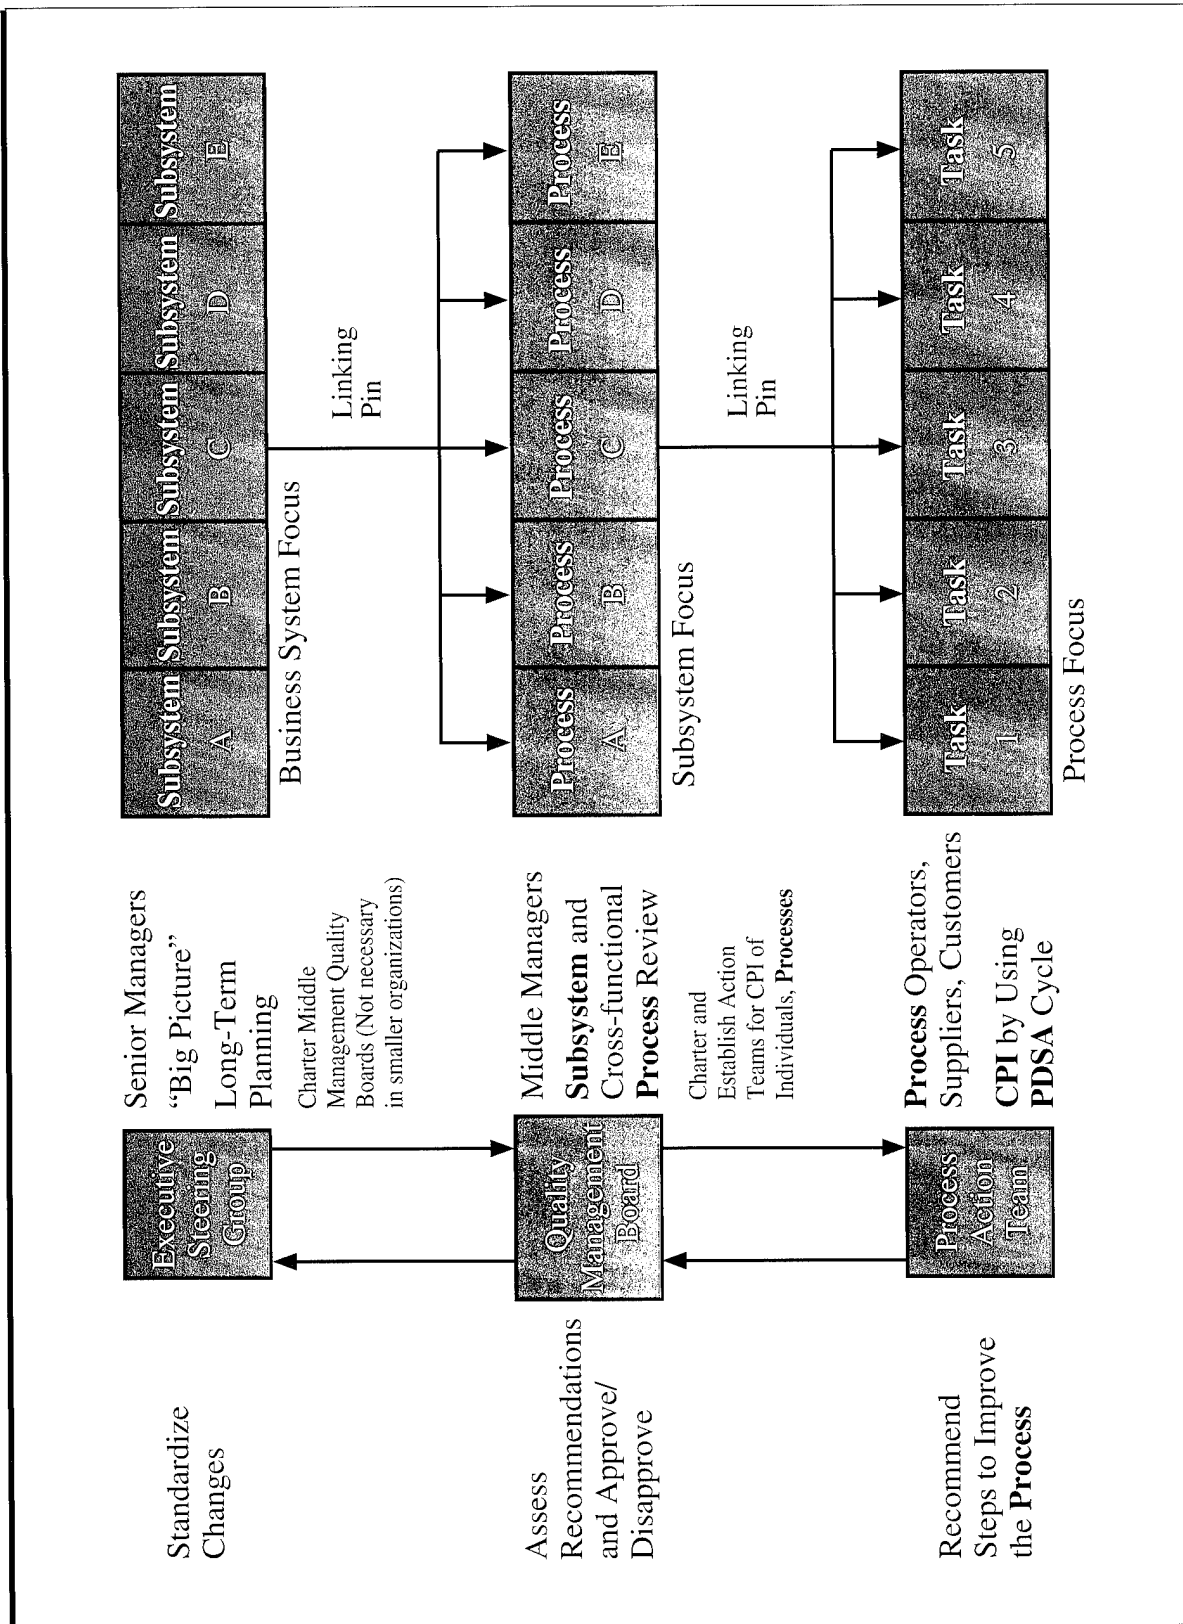 Standardize
Changes
Executive
Steering
Group
Senior Managers
“Big Picture”
Long-Term
Planning
Subsystem
A
Subsystem
B
Subsystem
C
Subsystem
D
Subsystem
E
Business System Focus
Charter Middle
Management Quality
Boards (Not necessary
in smaller organizations)
Linking
Pin
Assess
Recommendations
and Approve/
Disapprove
Quality
Management
Board
Middle Managers
Subsystem and
Cross-functional
Process Review
Process
A
Process
B
Process
C
Process
D
Process
E
Subsystem Focus
Charter and
Establish Action
Teams for CPI of
Individuals, Processes
Linking
Pin
Recommend
Steps to Improve
the Process
Process
Action
Team
Process Operators,
Suppliers, Customers
CPI by Using
PDSA Cycle
Task
1
Task
2
Task
3
Task
4
Task
5
Process Focus